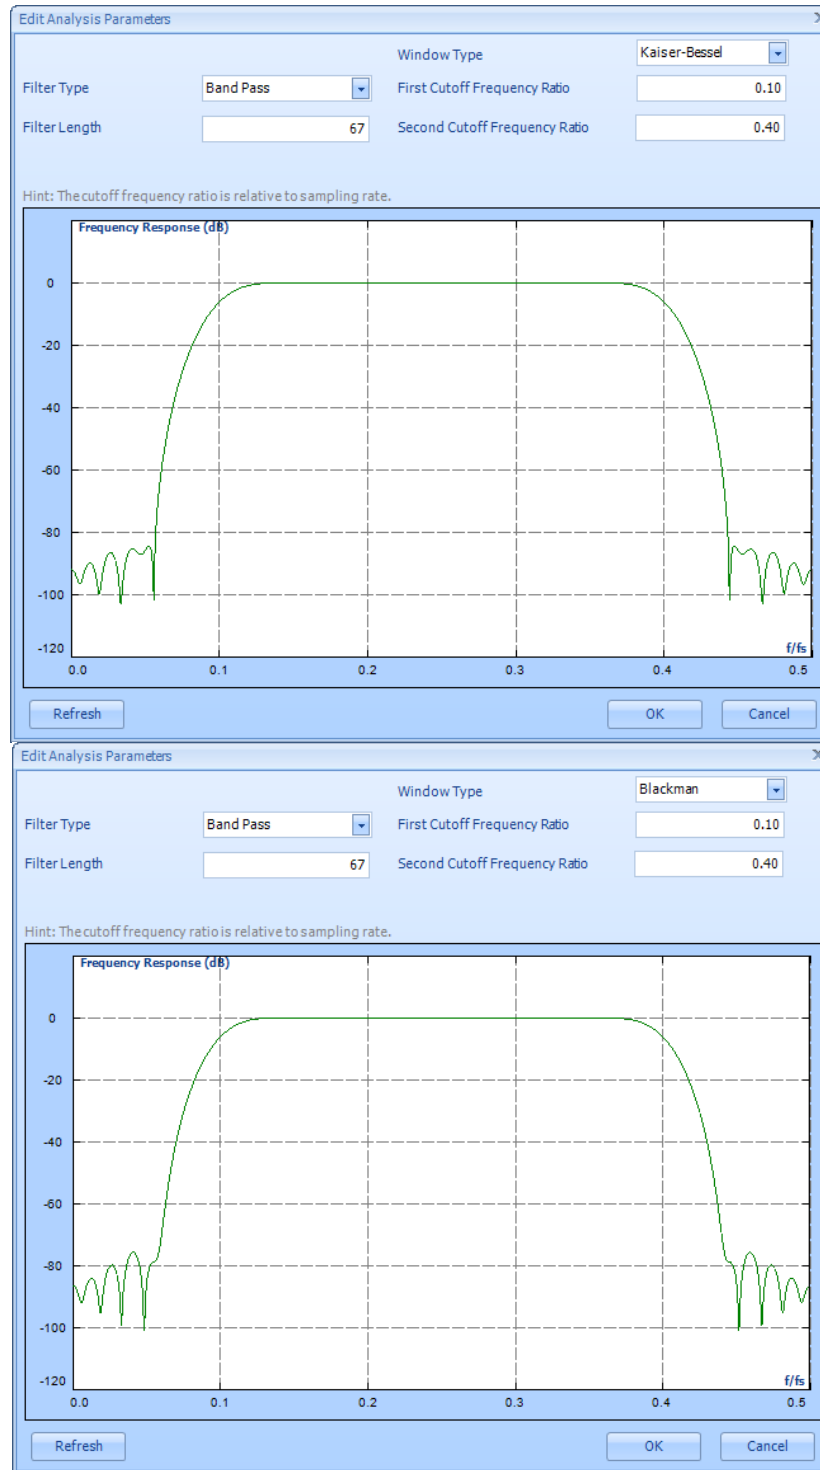 Edit Analysis Parameters
Window Type Kaiser-Bessel
Filter Type Band Pass First Cutoff Frequency Ratio 0.10
Filter Length 67 Second Cutoff Frequency Ratio 0.40
Hint: The cutoff frequency ratio is relative to sampling rate.
Frequency Response (dB)
0
-20
-40
-60
-80
-100
-120 f/fs
0.0 0.1 0.2 0.3 0.4 0.5
Refresh OK Cancel
Edit Analysis Parameters
Window Type Blackman
Filter Type Band Pass First Cutoff Frequency Ratio 0.10
Filter Length 67 Second Cutoff Frequency Ratio 0.40
Hint: The cutoff frequency ratio is relative to sampling rate.
Frequency Response (dB)
0
-20
-40
-60
-80
-100
-120 f/fs
0.0 0.1 0.2 0.3 0.4 0.5
Refresh OK Cancel